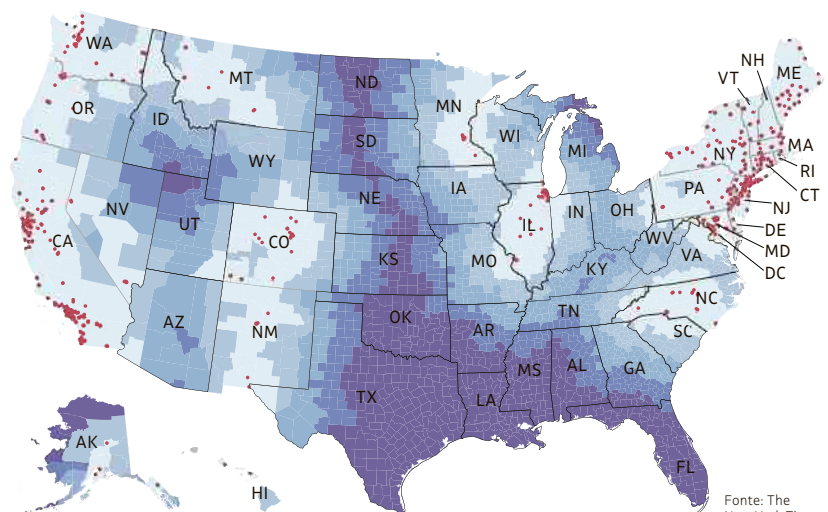 WA
MT
ND
MN
VT
NH
ME
OR
ID
SD
WI
MI
NY
MA
RI
CT
WY
NE
IA
PA
NJ
NV
UT
CO
IL
IN
OH
WV
DE
MD
DC
CA
KS
MO
KY
VA
AZ
NM
OK
AR
TN
NC
SC
TX
LA
MS
AL
GA
FL
AK
HI
Fonte: The